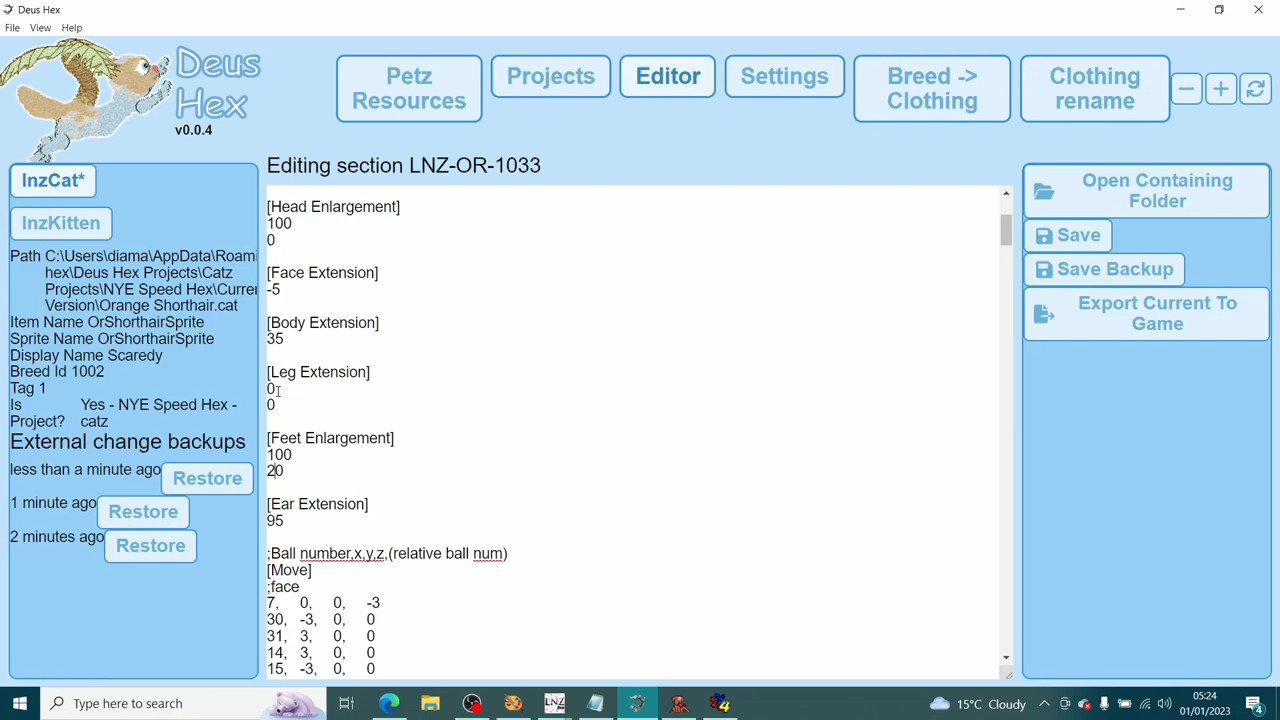 Deus Hex
File View Help
Deus
Hex
v0.0.4
Petz
Resources
Projects
Editor
Settings
Breed ->
Clothing
Clothing
rename
Editing section LNZ-OR-1033
lnzCat*
lnzKitten
Path C:\Users\diama\AppData\Roami
hex\Deus Hex Projects\Catz
Projects\NYE Speed Hex\Curre
Version\Orange Shorthair.cat
Item Name OrShorthairSprite
Sprite Name OrShorthairSprite
Display Name Scaredy
Breed Id 1002
Tag 1
Is Yes - NYE Speed Hex -
Project? catz
External change backups
less than a minute ago Restore
1 minute ago Restore
2 minutes ago Restore
[Head Enlargement]
100
0
[Face Extension]
-5
[Body Extension]
35
[Leg Extension]
0
0
[Feet Enlargement]
100
20
[Ear Extension]
95
;Ball number,x,y,z,(relative ball num)
[Move]
;face
7, 0, 0, -3
30, -3, 0, 0
31, 3, 0, 0
14, 3, 0, 0
15, -3, 0, 0
Open Containing
Folder
Save
Save Backup
Export Current To
Game
Type here to search
LNZ
4
15°C Cloudy
05:24
01/01/2023
4